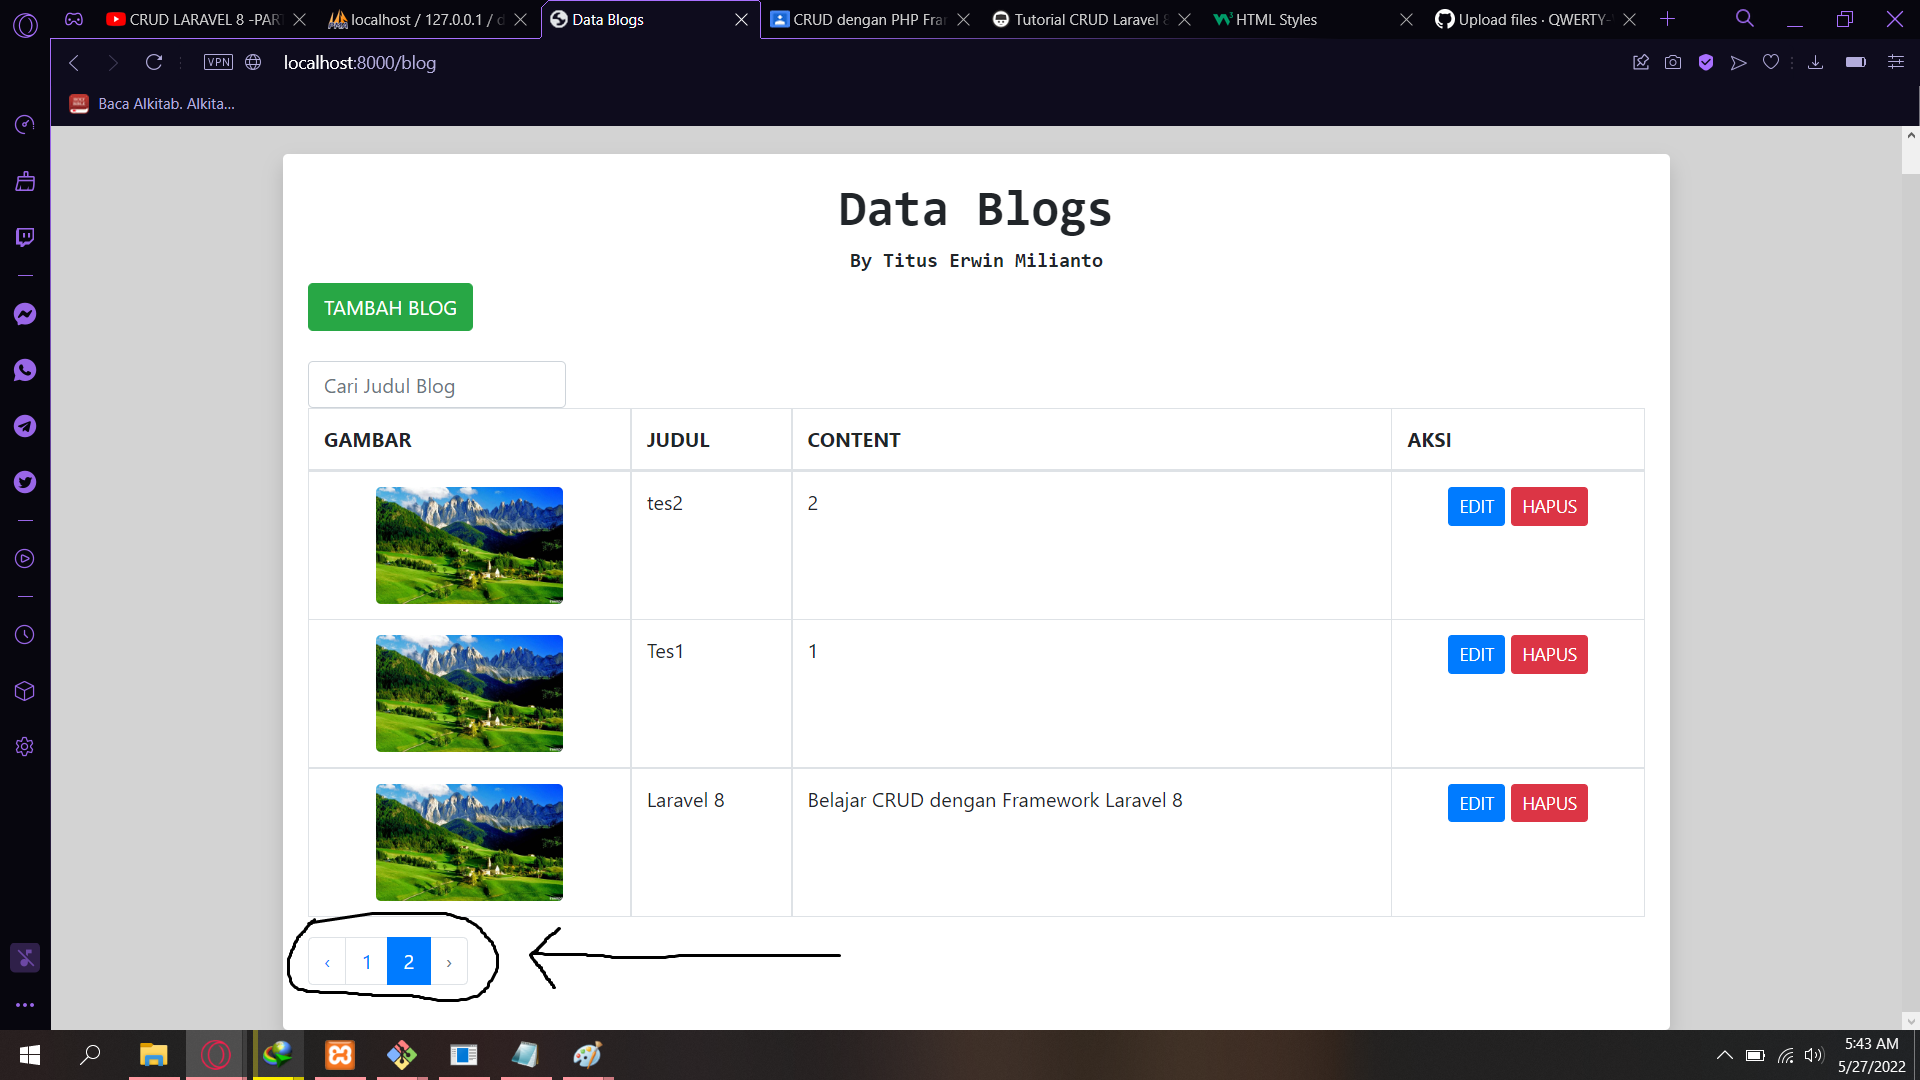 CRUD LARAVEL 8 -PAR
localhost / 127.0.0.1 / d
Data Blogs
CRUD dengan PHP Fra
Tutorial CRUD Laravel 8
HTML Styles
Upload files · QWERTY-
VPN
localhost:8000/blog
Baca Alkitab. Alkita...
Data Blogs
By Titus Erwin Milianto
TAMBAH BLOG
Cari Judul Blog
GAMBAR JUDUL CONTENT AKSI
tes2 2 EDIT HAPUS
Tes1 1 EDIT HAPUS
Laravel 8 Belajar CRUD dengan Framework Laravel 8 EDIT HAPUS
‹ 1 2 ›
5:43 AM
5/27/2022